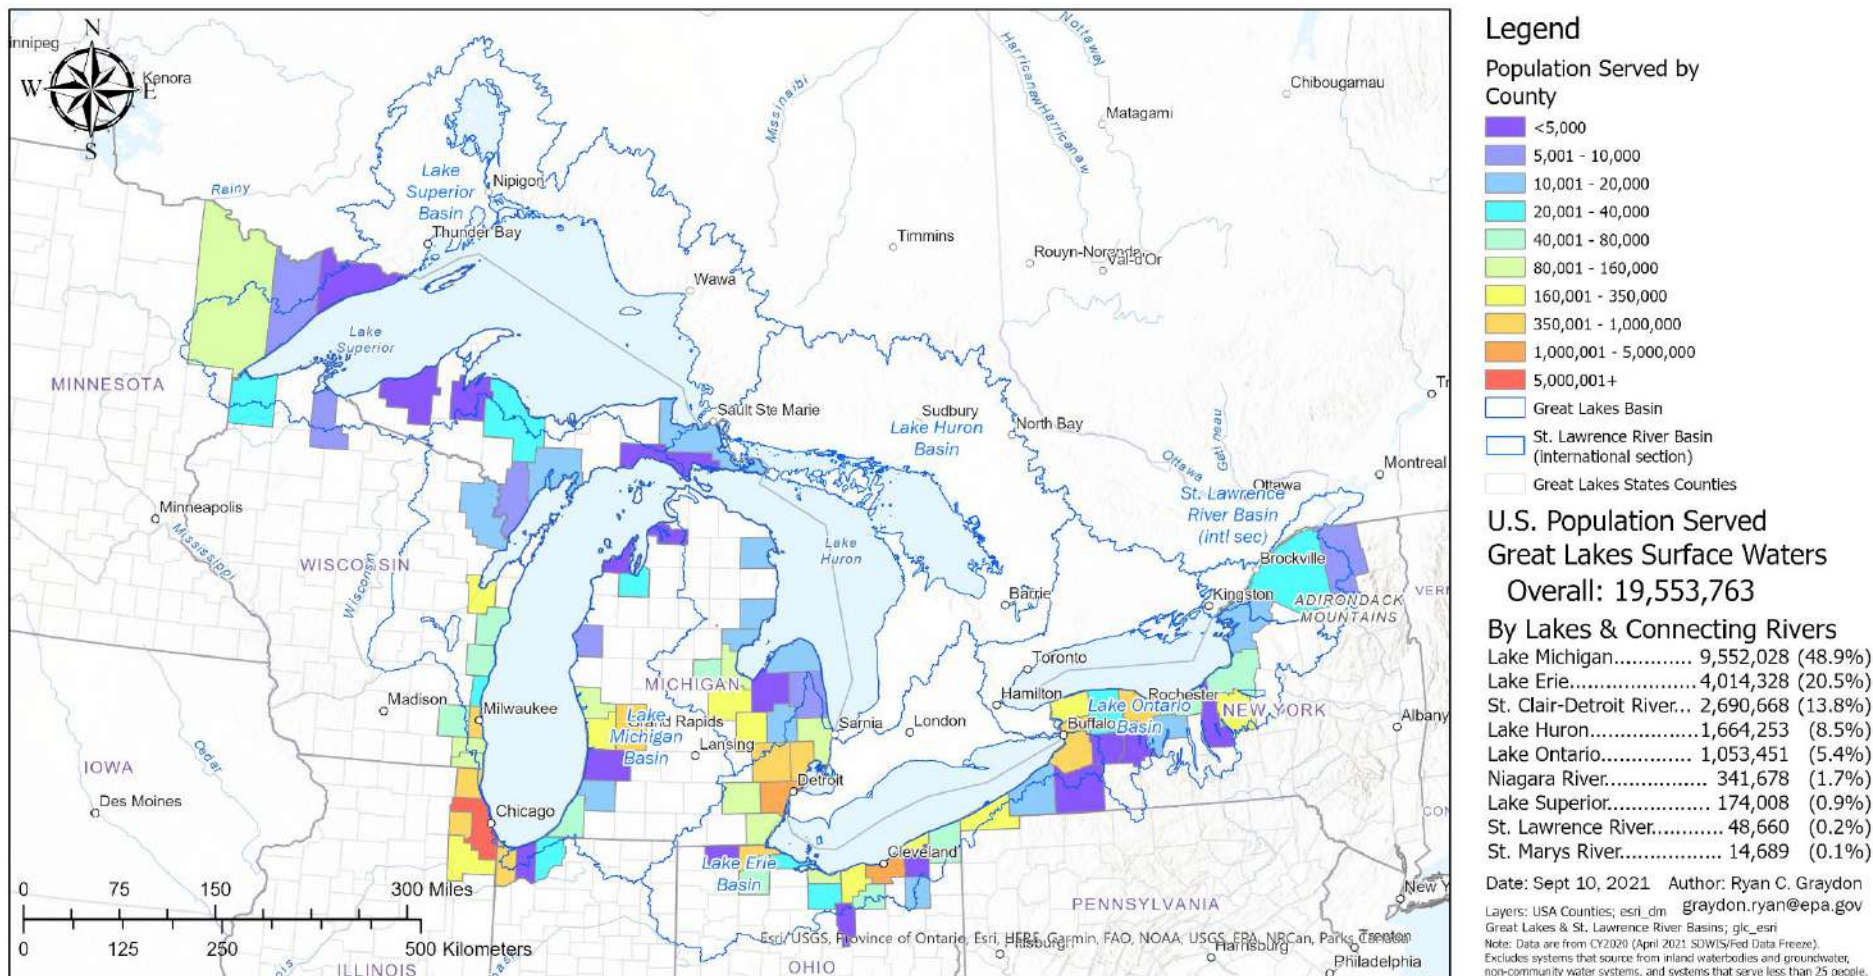 N
W
E
S
innipeg
Kenora
Rainy
Lake
Superior
Basin
Nipigon
Thunder Bay
Missinaibi
Harricanaw
Harricanaw
Nottawa
Matagami
Chibougamau
Timmins
Rouyn-Noranda
Val-d'Or
Wawa
Lake
Superior
MINNESOTA
Sault Ste Marie
Sudbury
Lake Huron
Basin
North Bay
Gatineau
Ottawa
Ottawa
Tr
Montreal
St. Lawrence
River Basin
(intl sec)
Minneapolis
Mississippi
WISCONSIN
Wisconsin
Lake
Huron
Brockville
Barrie
Kingston
ADIRONDACK
MOUNTAINS
VERN
Toronto
Hamilton
Rochester
MICHIGAN
Madison
Milwaukee
Grand Rapids
Lake
Michigan
Basin
Lansing
Sarnia
London
Buffalo
Lake Ontario
Basin
NEW YORK
Albany
Cedar
IOWA
Des Moines
Detroit
Chicago
CON
Cleveland
Lake Erie
Basin
PENNSYLVANIA
New Y
0 75 150 300 Miles
0 125 250 500 Kilometers
ILLINOIS
OHIO
Esri, USGS, Province of Ontario, Esri, HERE, Garmin, FAO, NOAA, USGS, EPA, NRCan, Parks Canada
Pittsburgh
Harrisburg
Trenton
Philadelphia
Legend
Population Served by
County
<5,000
5,001 - 10,000
10,001 - 20,000
20,001 - 40,000
40,001 - 80,000
80,001 - 160,000
160,001 - 350,000
350,001 - 1,000,000
1,000,001 - 5,000,000
5,000,001+
Great Lakes Basin
St. Lawrence River Basin
(international section)
Great Lakes States Counties
U.S. Population Served
Great Lakes Surface Waters
Overall: 19,553,763
By Lakes & Connecting Rivers
Lake Michigan............. 9,552,028 (48.9%)
Lake Erie..................... 4,014,328 (20.5%)
St. Clair-Detroit River... 2,690,668 (13.8%)
Lake Huron................... 1,664,253 (8.5%)
Lake Ontario............... 1,053,451 (5.4%)
Niagara River................. 341,678 (1.7%)
Lake Superior................. 174,008 (0.9%)
St. Lawrence River............ 48,660 (0.2%)
St. Marys River................. 14,689 (0.1%)
Date: Sept 10, 2021 Author: Ryan C. Graydon
graydon.ryan@epa.gov
Layers: USA Counties; esri_dm
Great Lakes & St. Lawrence River Basins; glc_esri
Note: Data are from CY2020 (April 2021 SDWIS/Fed Data Freeze).
Excludes systems that source from inland waterbodies and groundwater,
non-community water systems, and systems that serve less than 25 people.